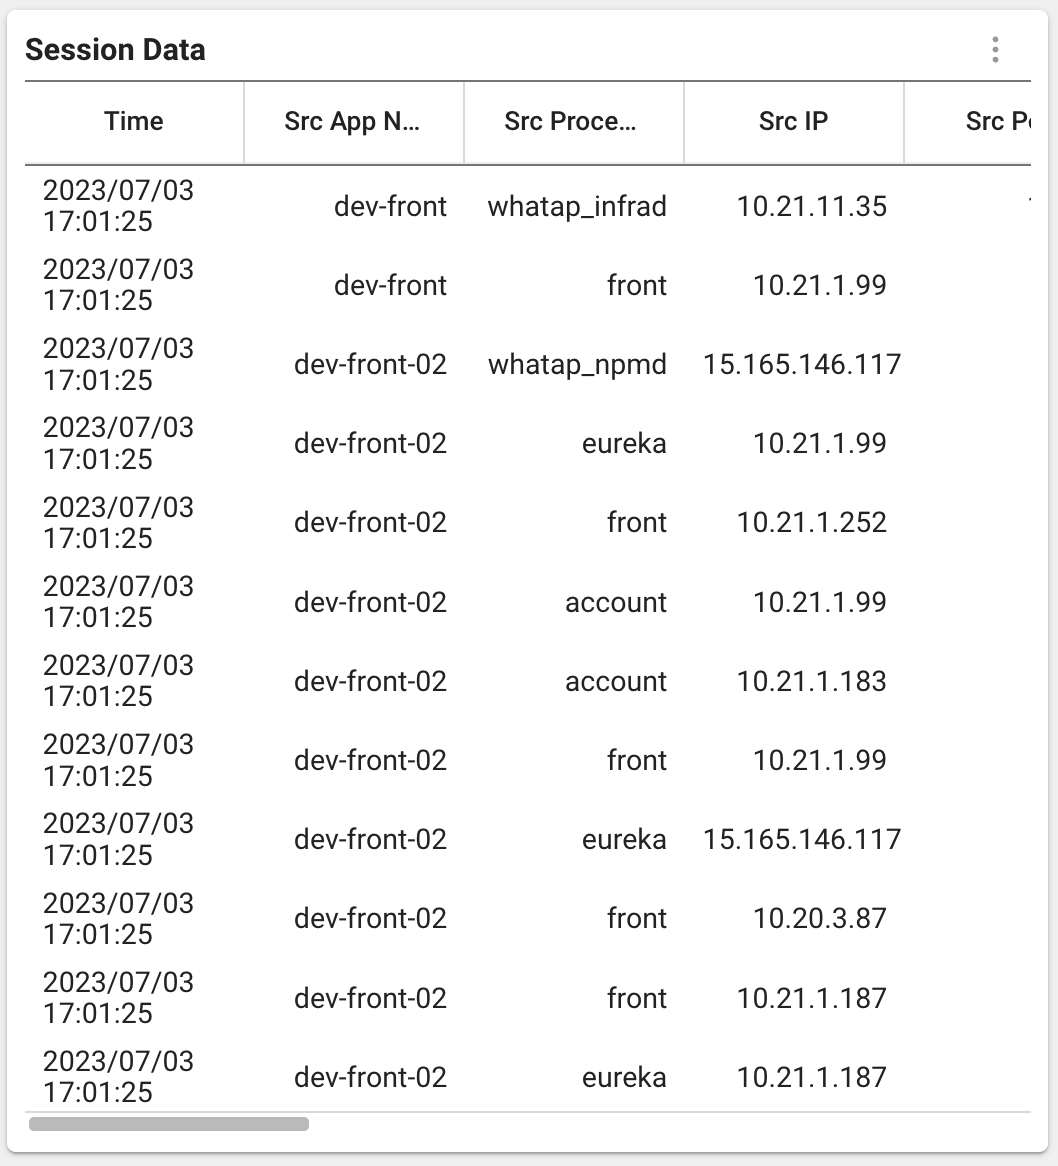 Session Data
Time Src App N... Src Proce... Src IP Src P
2023/07/03
17:01:25 dev-front whatap_infrad 10.21.11.35
2023/07/03
17:01:25 dev-front front 10.21.1.99
2023/07/03
17:01:25 dev-front-02 whatap_npmd 15.165.146.117
2023/07/03
17:01:25 dev-front-02 eureka 10.21.1.99
2023/07/03
17:01:25 dev-front-02 front 10.21.1.252
2023/07/03
17:01:25 dev-front-02 account 10.21.1.99
2023/07/03
17:01:25 dev-front-02 account 10.21.1.183
2023/07/03
17:01:25 dev-front-02 front 10.21.1.99
2023/07/03
17:01:25 dev-front-02 eureka 15.165.146.117
2023/07/03
17:01:25 dev-front-02 front 10.20.3.87
2023/07/03
17:01:25 dev-front-02 front 10.21.1.187
2023/07/03
17:01:25 dev-front-02 eureka 10.21.1.187